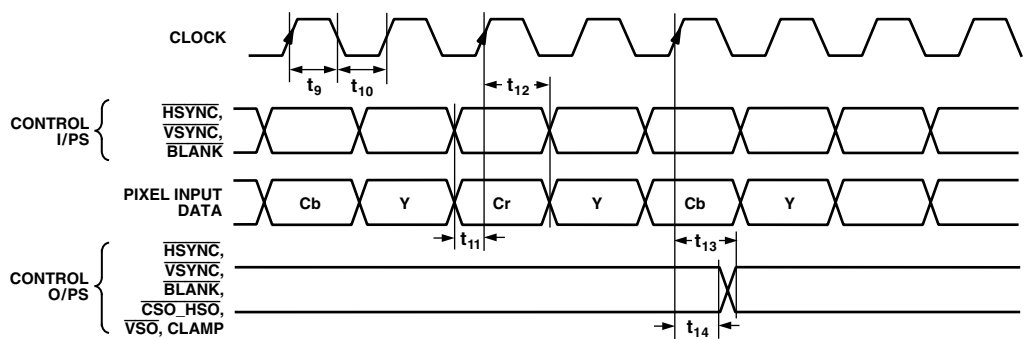 CLOCK
t9
t10
t12
CONTROL
I/PS
HSYNC,
VSYNC,
BLANK
PIXEL INPUT
DATA
Cb
Y
Cr
Y
Cb
Y
t11
t13
CONTROL
O/PS
HSYNC,
VSYNC,
BLANK,
CSO_HSO,
VSO, CLAMP
t14